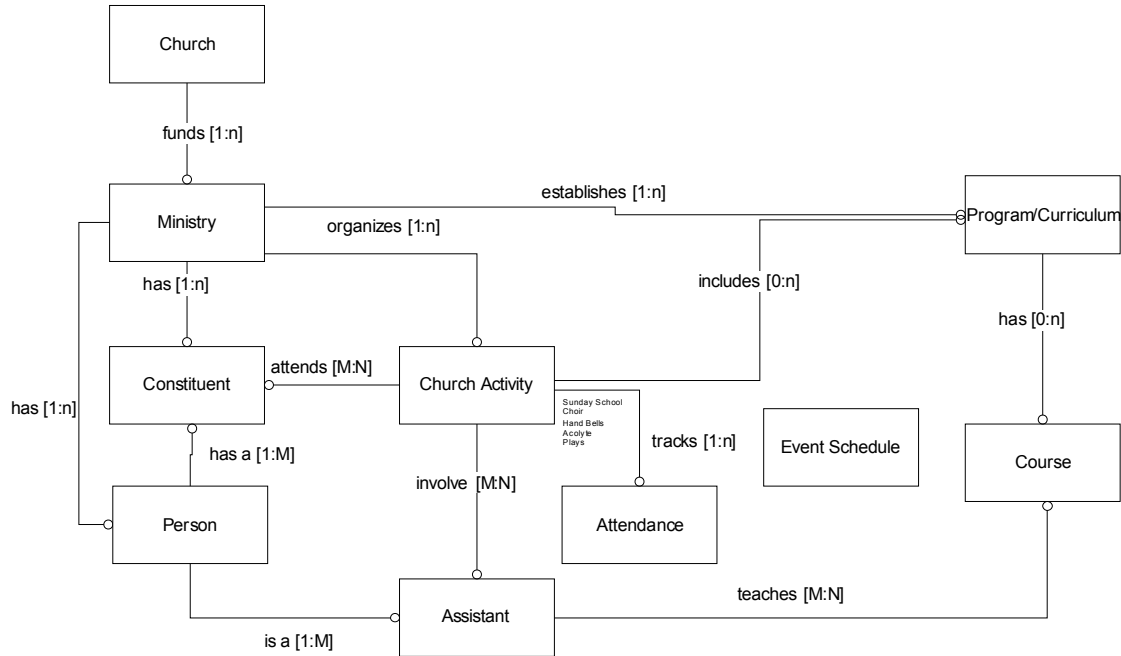 Church
funds [1:n]
establishes [1:n]
Ministry
organizes [1:n]
Program/Curriculum
has [1:n]
includes [0:n]
has [0:n]
Constituent
attends [M:N]
Church Activity
has [1:n]
Sunday School
Choir
Hand Bells
Acolyte
Plays
tracks [1:n]
Event Schedule
Course
has a [1:M]
involve [M:N]
Person
Attendance
teaches [M:N]
Assistant
is a [1:M]